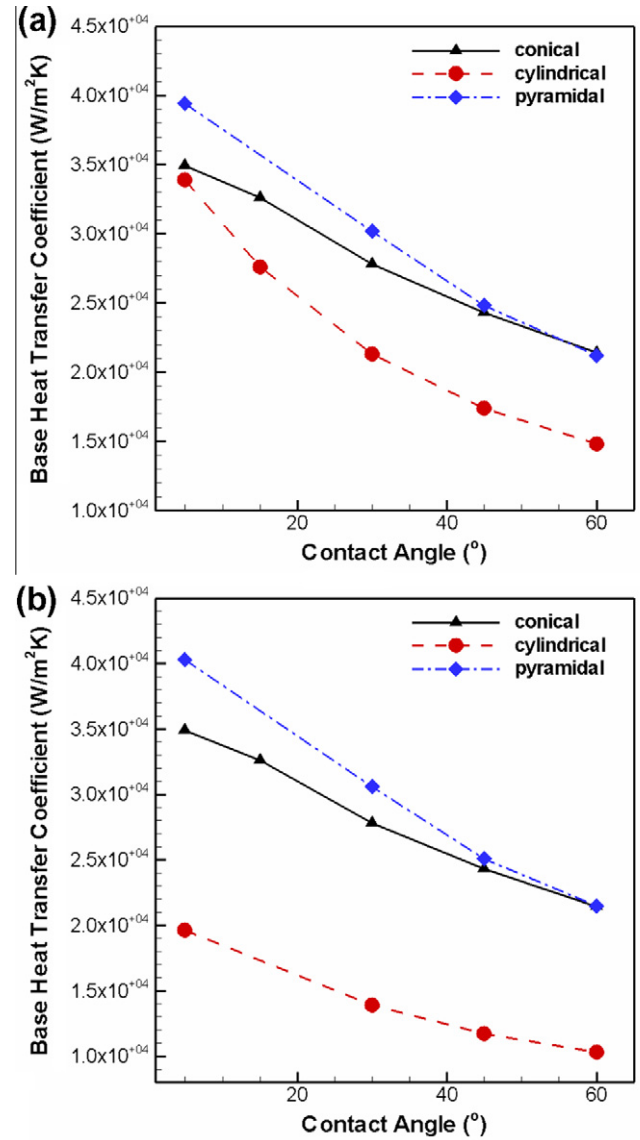 (a)
Base Heat Transfer Coefficient (W/m²K)
4.5x10⁺⁰⁴
4.0x10⁺⁰⁴
3.5x10⁺⁰⁴
3.0x10⁺⁰⁴
2.5x10⁺⁰⁴
2.0x10⁺⁰⁴
1.5x10⁺⁰⁴
1.0x10⁺⁰⁴
conical
cylindrical
pyramidal
20 40 60
Contact Angle (°)
(b)
Base Heat Transfer Coefficient (W/m²K)
4.5x10⁺⁰⁴
4.0x10⁺⁰⁴
3.5x10⁺⁰⁴
3.0x10⁺⁰⁴
2.5x10⁺⁰⁴
2.0x10⁺⁰⁴
1.5x10⁺⁰⁴
1.0x10⁺⁰⁴
conical
cylindrical
pyramidal
20 40 60
Contact Angle (°)